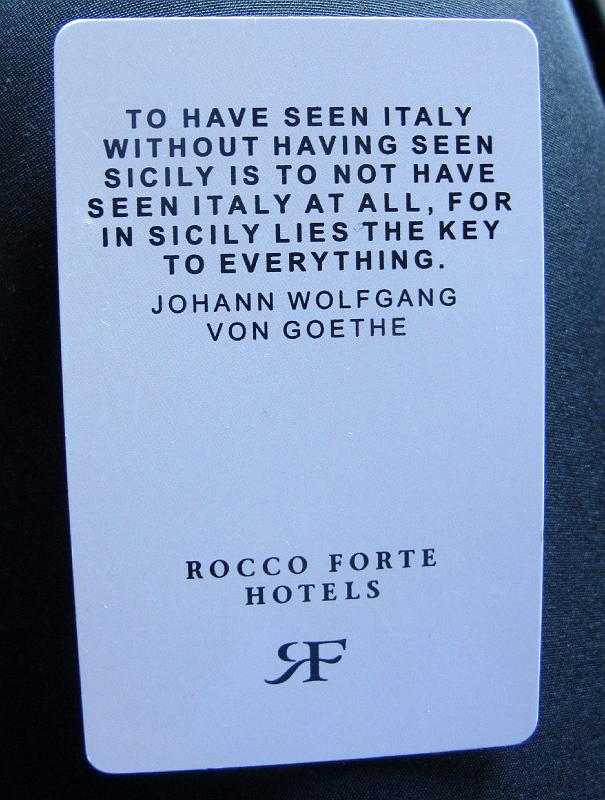 TO HAVE SEEN ITALY
WITHOUT HAVING SEEN
SICILY IS TO NOT HAVE
SEEN ITALY AT ALL, FOR
IN SICILY LIES THE KEY
TO EVERYTHING.
JOHANN WOLFGANG
VON GOETHE
ROCCO FORTE
HOTELS
RF